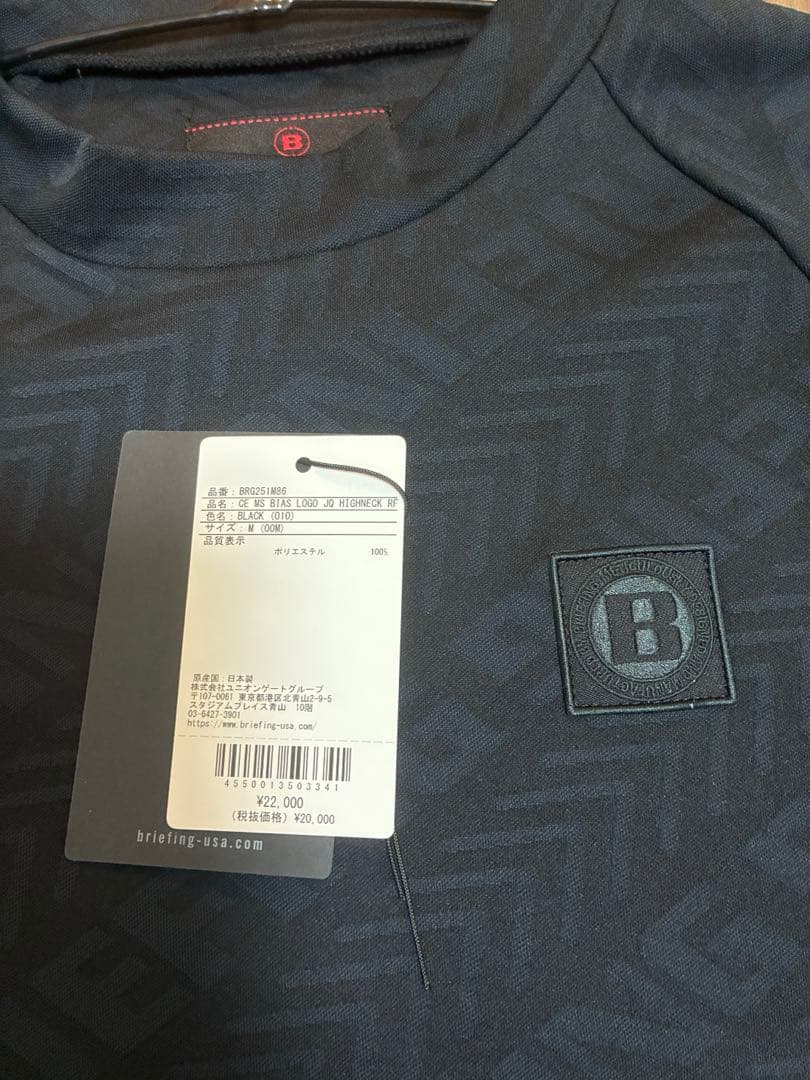 B
品番：BRG251M86
品名：CE MS BIAS LOGO JQ HIGHNECK RF
色名：BLACK (010)
サイズ：M (00M)
品質表示
ポリエステル 100%
原産国：日本製
株式会社ユニオンゲートグループ
〒107-0061 東京都港区北青山2-9-5
スタジアムプレイス青山 10階
03-6427-3901
https://www.briefing-usa.com/
4550013503341
¥22,000
(税抜価格) ¥20,000
briefing-usa.com
B